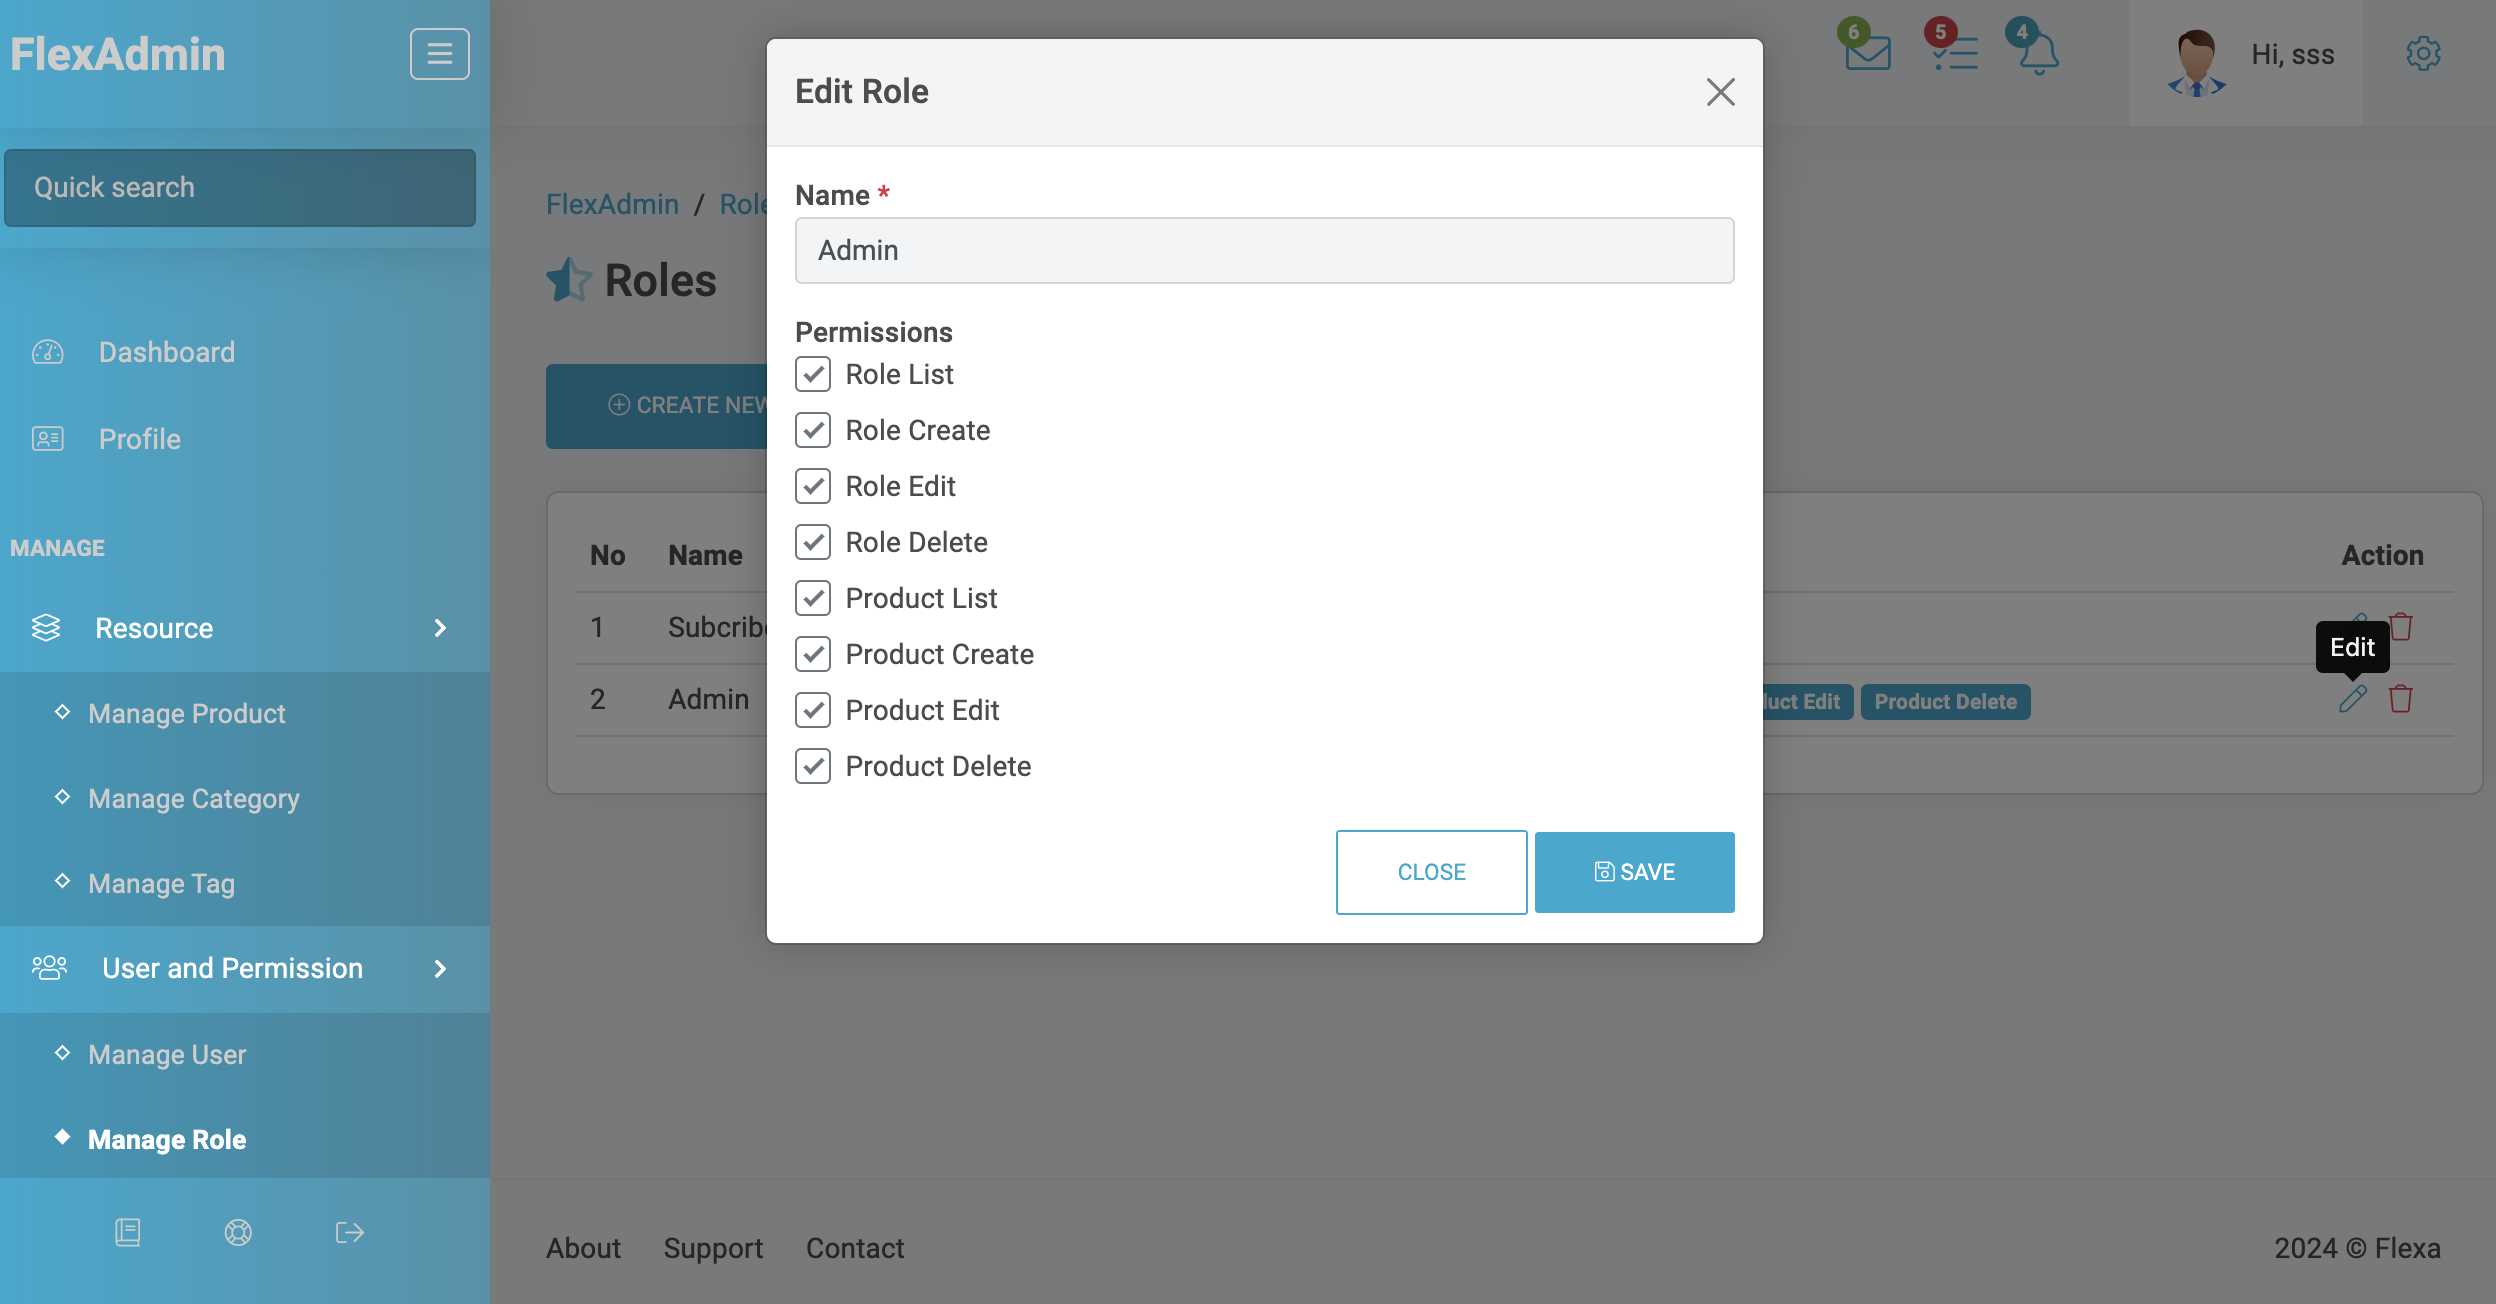 FlexAdmin
Quick search
Dashboard
Profile
MANAGE
Resource
Manage Product
Manage Category
Manage Tag
User and Permission
Manage User
Manage Role
6
5
4
Hi, sss
FlexAdmin /
Roles
CREATE NEW
No Name Action
1
2 Admin Edit Product Delete
Edit
Edit Role
Name *
Admin
Permissions
Role List
Role Create
Role Edit
Role Delete
Product List
Product Create
Product Edit
Product Delete
CLOSE SAVE
About Support Contact 2024 © Flexa